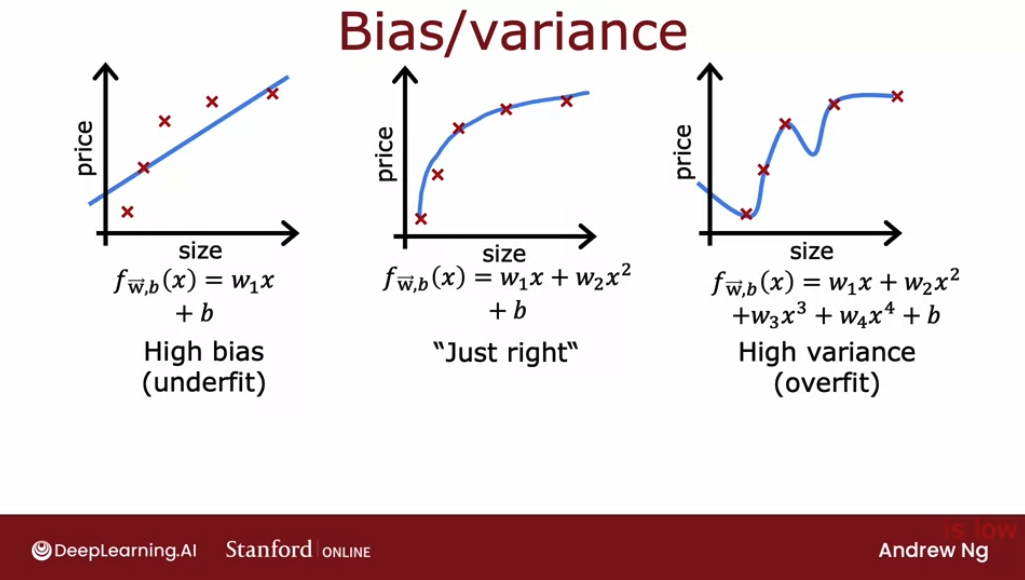 Bias/variance
price
size
price
size
price
size
f_{\vec{w},b}(x) = w_1x
+ b
f_{\vec{w},b}(x) = w_1x + w_2x^2
+ b
f_{\vec{w},b}(x) = w_1x + w_2x^2
+w_3x^3 + w_4x^4 + b
High bias
(underfit)
"Just right"
High variance
(overfit)
is low
DeepLearning.AI
Stanford | ONLINE
Andrew Ng